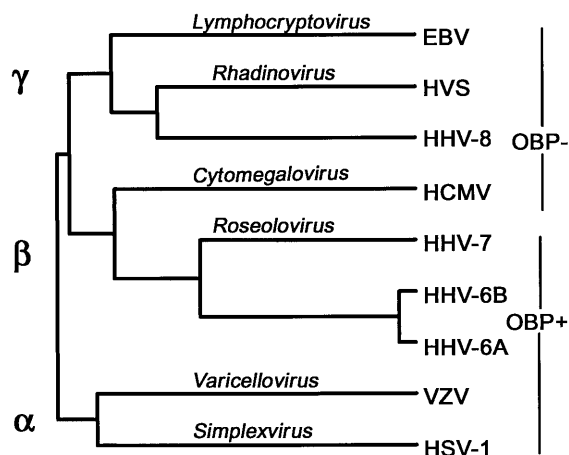 Lymphocryptovirus
EBV
γ
Rhadinovirus
HVS
HHV-8
OBP-
Cytomegalovirus
HCMV
Roseolovirus
HHV-7
β
HHV-6B
OBP+
HHV-6A
Varicellovirus
VZV
α
Simplexvirus
HSV-1